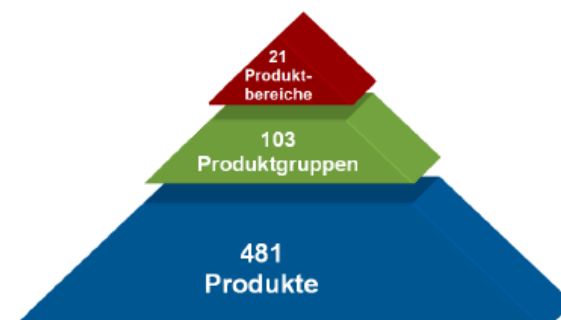 21
Produkt-
bereiche
103
Produktgruppen
481
Produkte